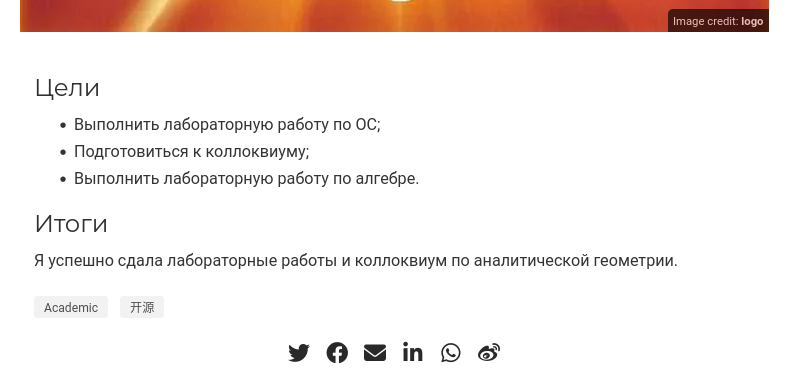 Image credit: logo
Цели
• Выполнить лабораторную работу по ОС;
• Подготовиться к коллоквиуму;
• Выполнить лабораторную работу по алгебре.
Итоги
Я успешно сдала лабораторные работы и коллоквиум по аналитической геометрии.
Academic 开源